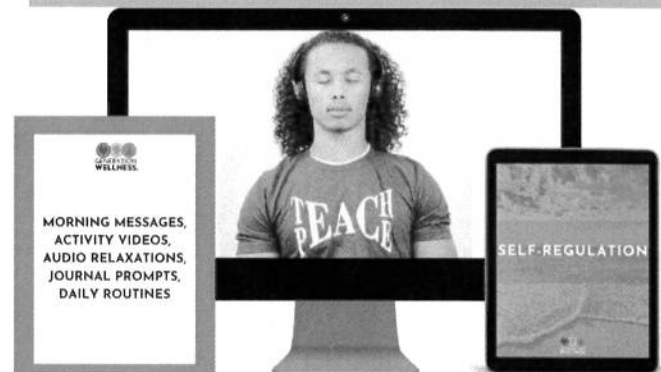 GENERATION
WELLNESS.
MORNING MESSAGES,
ACTIVITY VIDEOS,
AUDIO RELAXATIONS,
JOURNAL PROMPTS,
DAILY ROUTINES
TEACH
PEACE
SELF-REGULATION